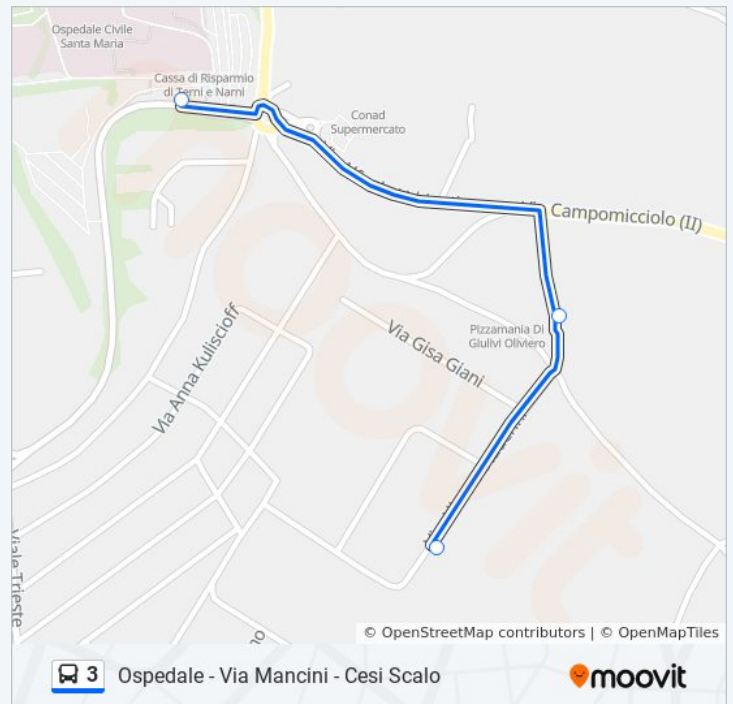 Ospedale Civile
Santa Maria
Cassa di Risparmio
di Terni e Narni
Conad
Supermercato
Campomicciolo (II)
Pizzamania Di
Giulivi Oliviero
Via Gisa Giani
Via Anna Kuliscioff
Viale Trieste
moovit
© OpenStreetMap contributors | © OpenMapTiles
3 Ospedale - Via Mancini - Cesi Scalo
moovit